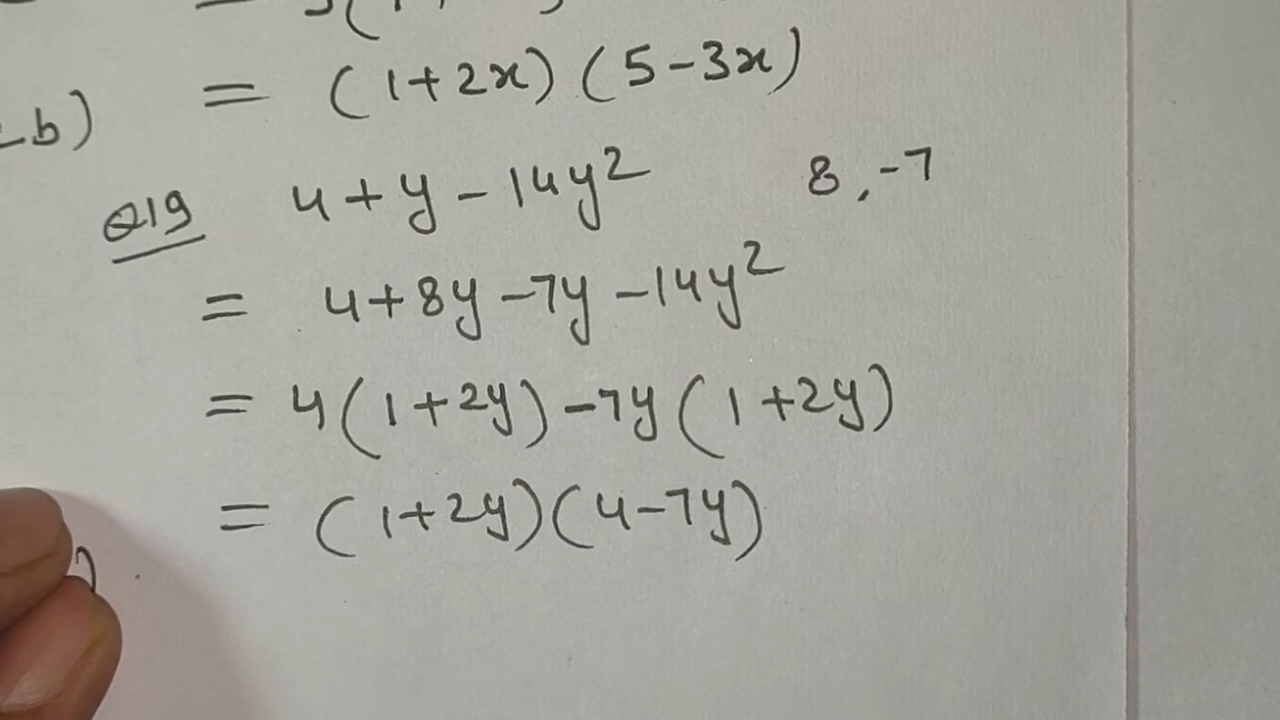 = (1+2x) (5-3x)
b)
Q19 4+y-14y² 8,-7
= 4+8y-7y-14y²
= 4(1+2y)-7y(1+2y)
= (1+2y)(4-7y)